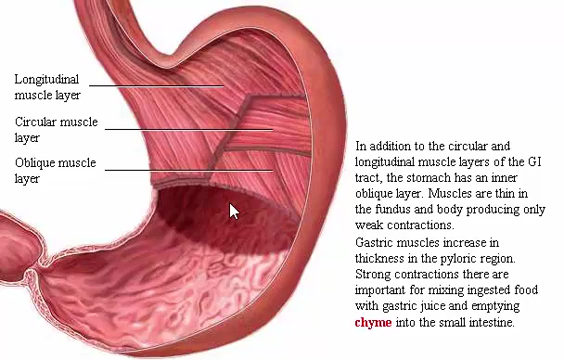 Longitudinal
muscle layer
Circular muscle
layer
Oblique muscle
layer
In addition to the circular and
longitudinal muscle layers of the GI
tract, the stomach has an inner
oblique layer. Muscles are thin in
the fundus and body producing only
weak contractions.
Gastric muscles increase in
thickness in the pyloric region.
Strong contractions there are
important for mixing ingested food
with gastric juice and emptying
chyme into the small intestine.